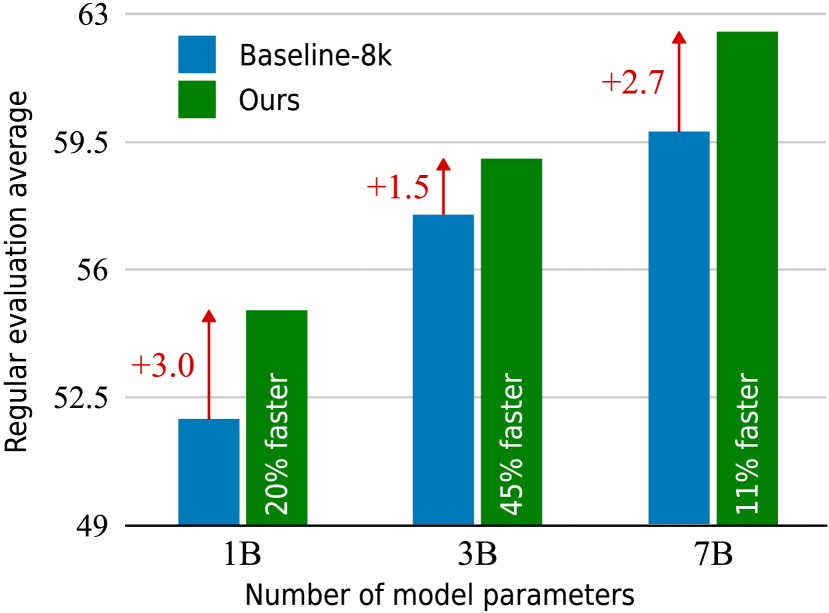 63
59.5
56
52.5
49
Regular evaluation average
Baseline-8k
Ours
+3.0
20% faster
+1.5
45% faster
+2.7
11% faster
1B
3B
7B
Number of model parameters